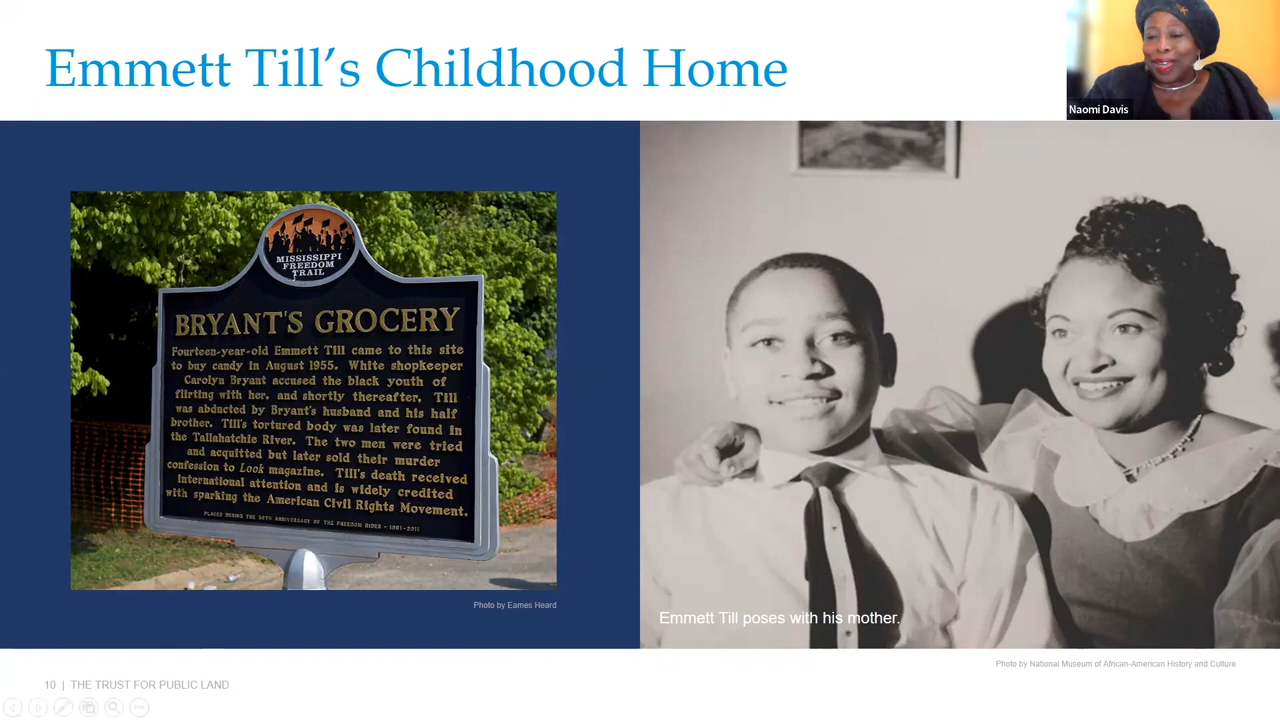 Emmett Till’s Childhood Home
Naomi Davis
MISSISSIPPI
FREEDOM
TRAIL
BRYANT'S GROCERY
Fourteen-year-old Emmett Till came to this site
to buy candy in August 1955. White shopkeeper
Carolyn Bryant accused the black youth of
flirting with her, and shortly thereafter, Till
was abducted by Bryant's husband and his half
brother. Till's tortured body was later found in
the Tallahatchie River. The two men were tried
and acquitted but later sold their murder
confession to Look magazine. Till's death received
international attention and is widely credited
with sparking the American Civil Rights Movement.
PLACED DURING THE 50TH ANNIVERSARY OF THE FREEDOM RIDES - 1961-2011
Photo by Eames Heard
Emmett Till poses with his mother.
Photo by National Museum of African-American History and Culture
10 | THE TRUST FOR PUBLIC LAND